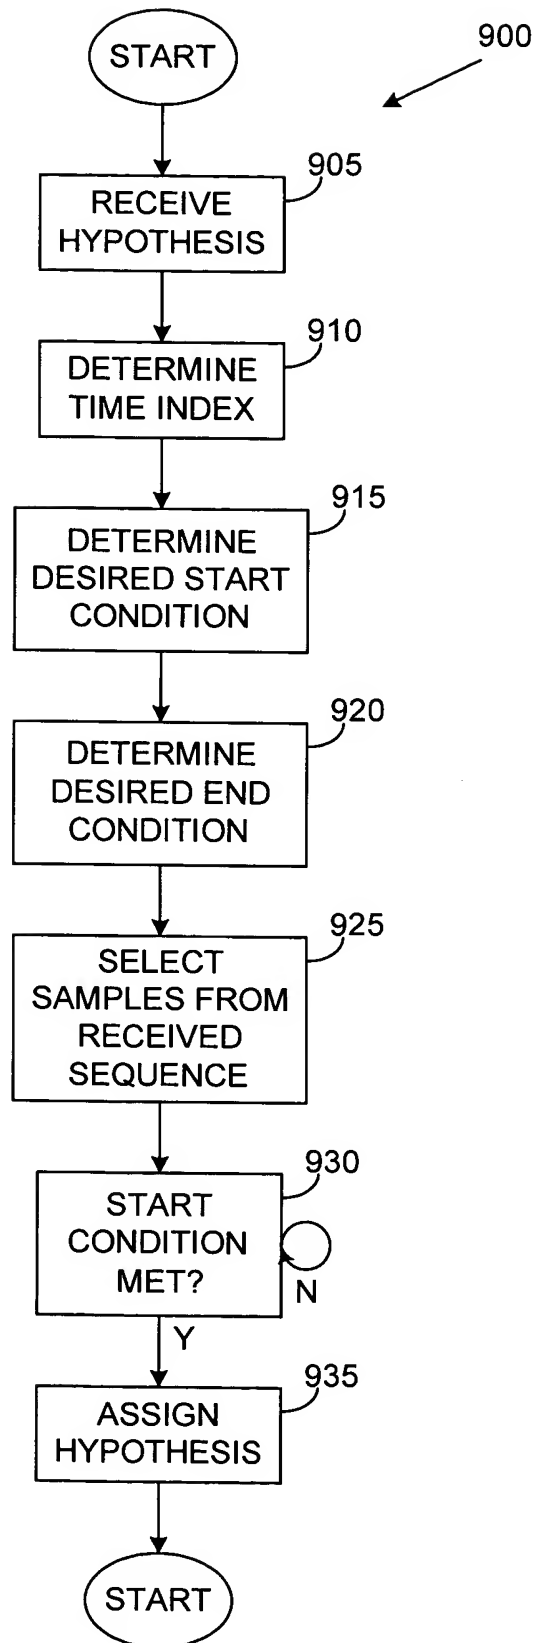 START
900
905
RECEIVE
HYPOTHESIS
910
DETERMINE
TIME INDEX
915
DETERMINE
DESIRED START
CONDITION
920
DETERMINE
DESIRED END
CONDITION
925
SELECT
SAMPLES FROM
RECEIVED
SEQUENCE
930
START
CONDITION
MET?
N
Y
935
ASSIGN
HYPOTHESIS
START